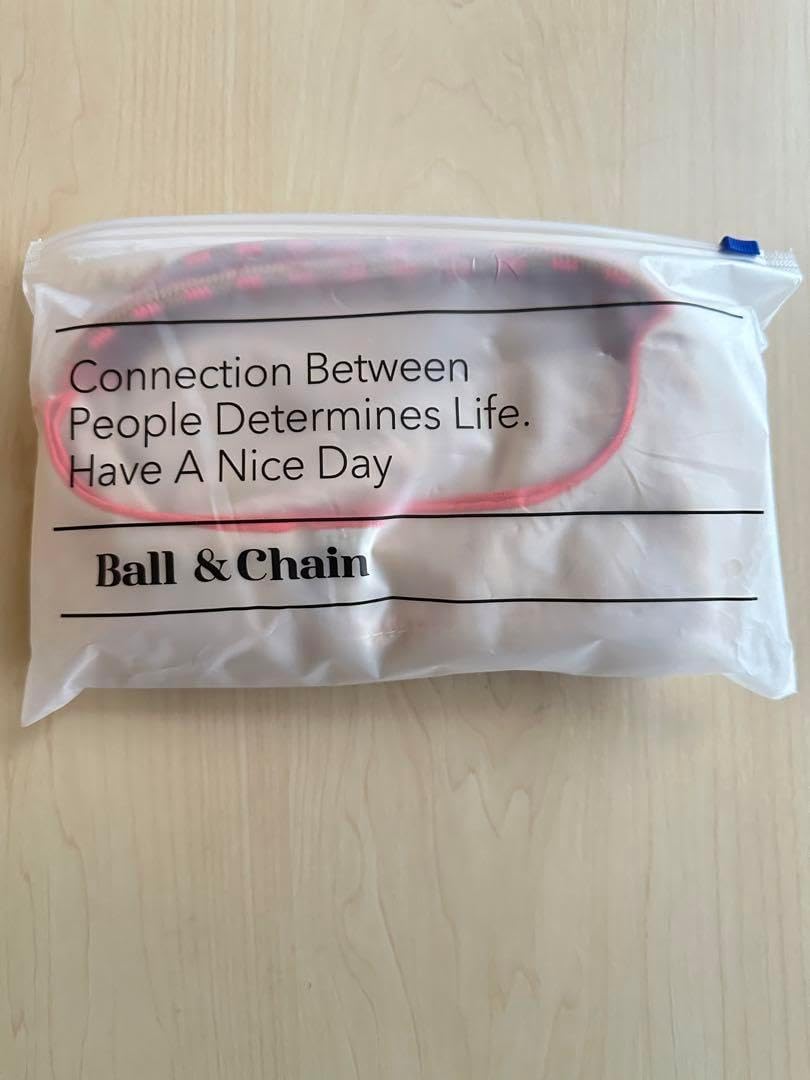 Connection Between
People Determines Life.
Have A Nice Day
Ball & Chain